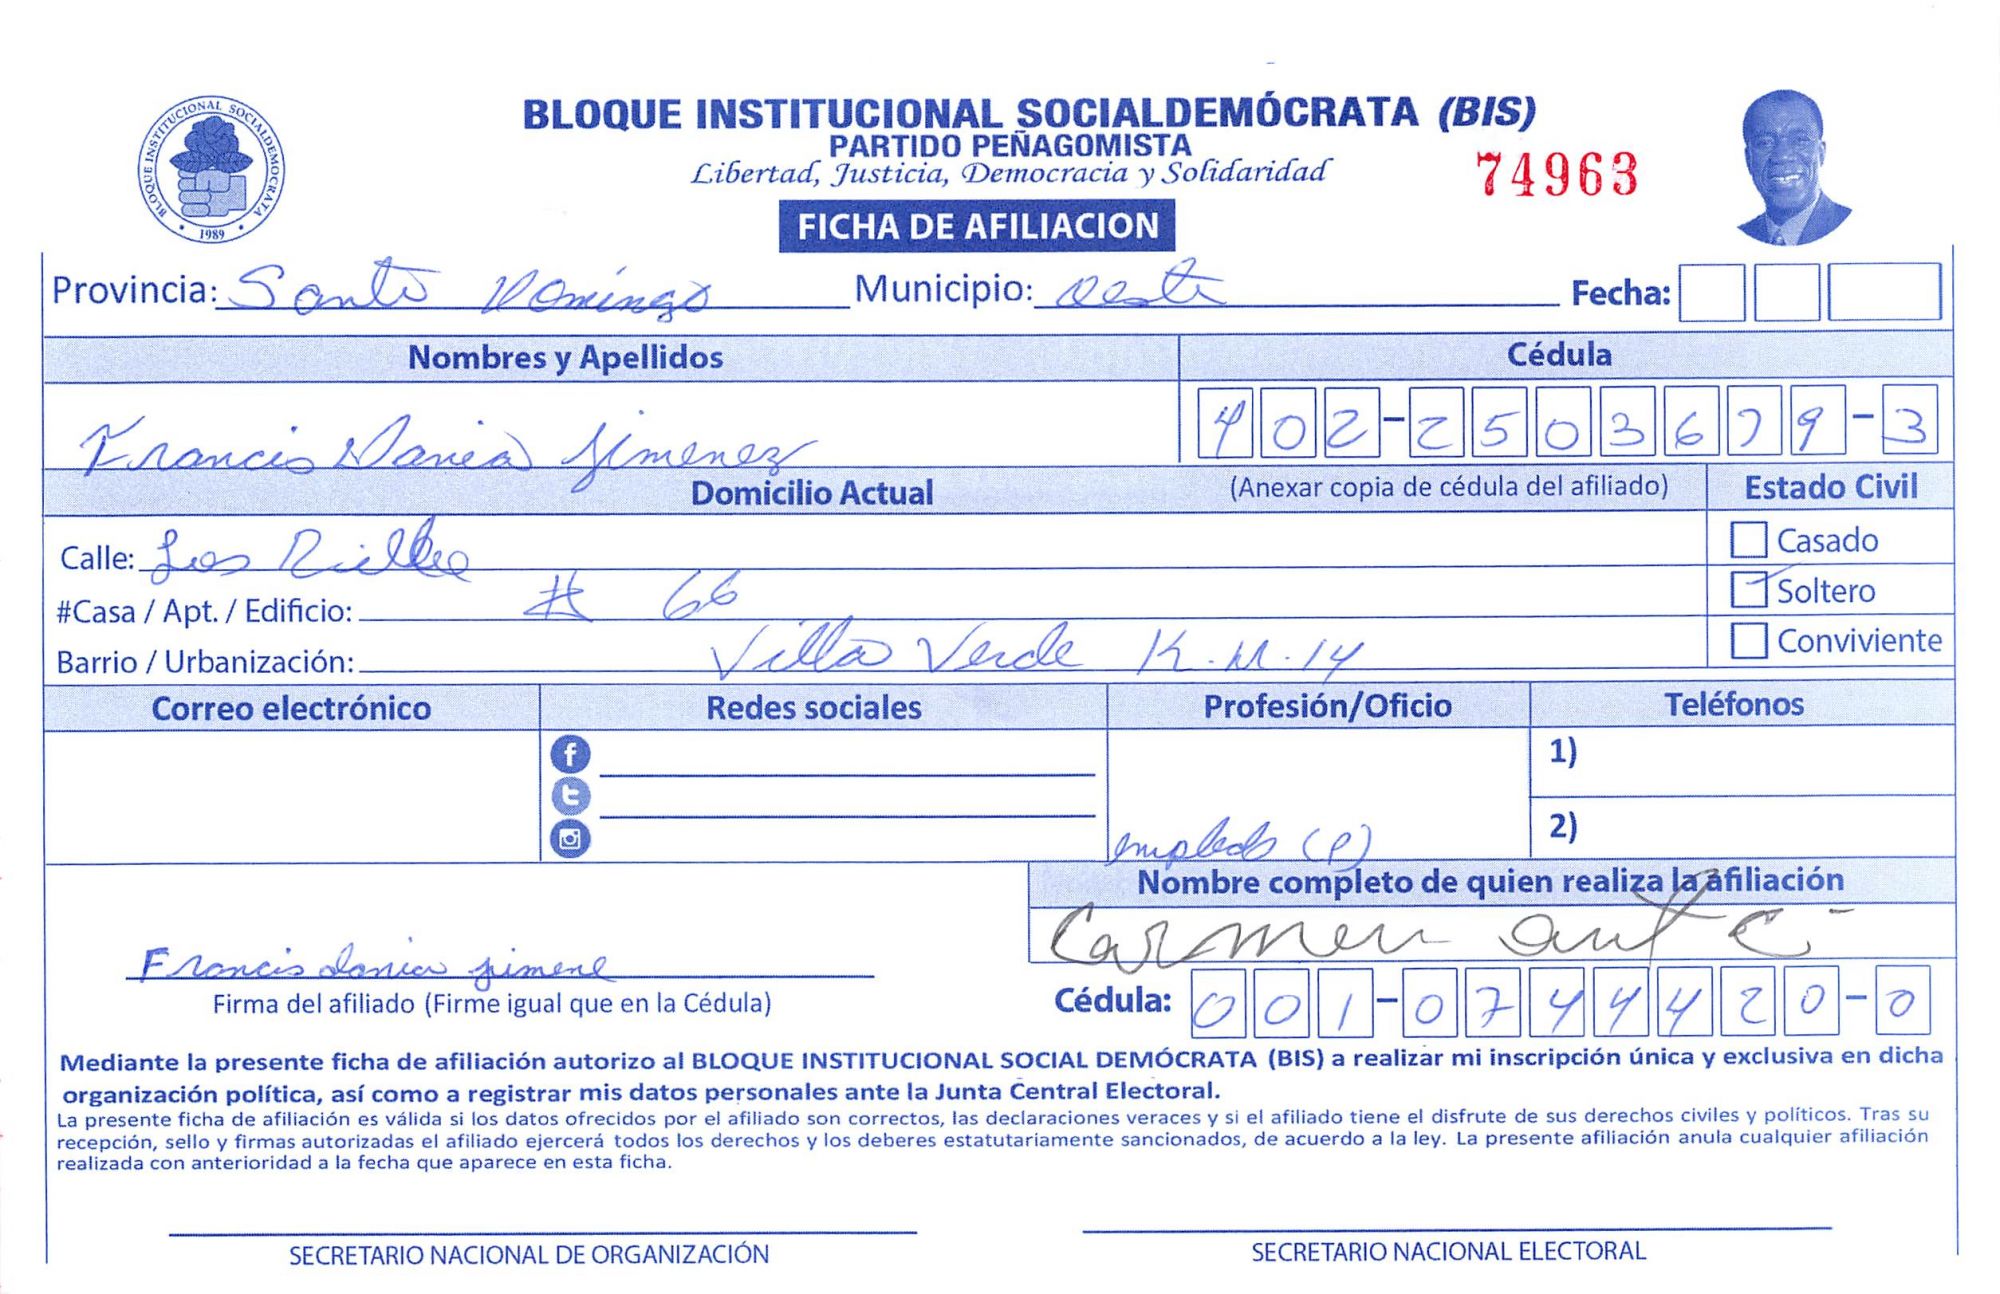 BLOQUE INSTITUCIONAL SOCIALDEMOCRATA
1989
BLOQUE INSTITUCIONAL SOCIALDEMÓCRATA (BIS)
PARTIDO PEÑAGOMISTA
Libertad, Justicia, Democracia y Solidaridad
74963
FICHA DE AFILIACION
Provincia: Santo Domingo Municipio: Oeste Fecha:
Nombres y Apellidos Cédula
Francis Dania Jimenez 402-2503679-3
Domicilio Actual (Anexar copia de cédula del afiliado) Estado Civil
Calle: Los Casado
#Casa / Apt. / Edificio: # 66 Soltero
Barrio / Urbanización: Villa Verde K.M.14 Conviviente
Correo electrónico Redes sociales Profesión/Oficio Teléfonos
1)
2)
empleado (P)
Nombre completo de quien realiza la afiliación
Carmen
Francis dania jimene
Firma del afiliado (Firme igual que en la Cédula) Cédula: 001-0744420-0
Mediante la presente ficha de afiliación autorizo al BLOQUE INSTITUCIONAL SOCIAL DEMÓCRATA (BIS) a realizar mi inscripción única y exclusiva en dicha
organización política, así como a registrar mis datos personales ante la Junta Central Electoral.
La presente ficha de afiliación es válida si los datos ofrecidos por el afiliado son correctos, las declaraciones veraces y si el afiliado tiene el disfrute de sus derechos civiles y políticos. Tras su
recepción, sello y firmas autorizadas el afiliado ejercerá todos los derechos y los deberes estatutariamente sancionados, de acuerdo a la ley. La presente afiliación anula cualquier afiliación
realizada con anterioridad a la fecha que aparece en esta ficha.
SECRETARIO NACIONAL DE ORGANIZACIÓN SECRETARIO NACIONAL ELECTORAL